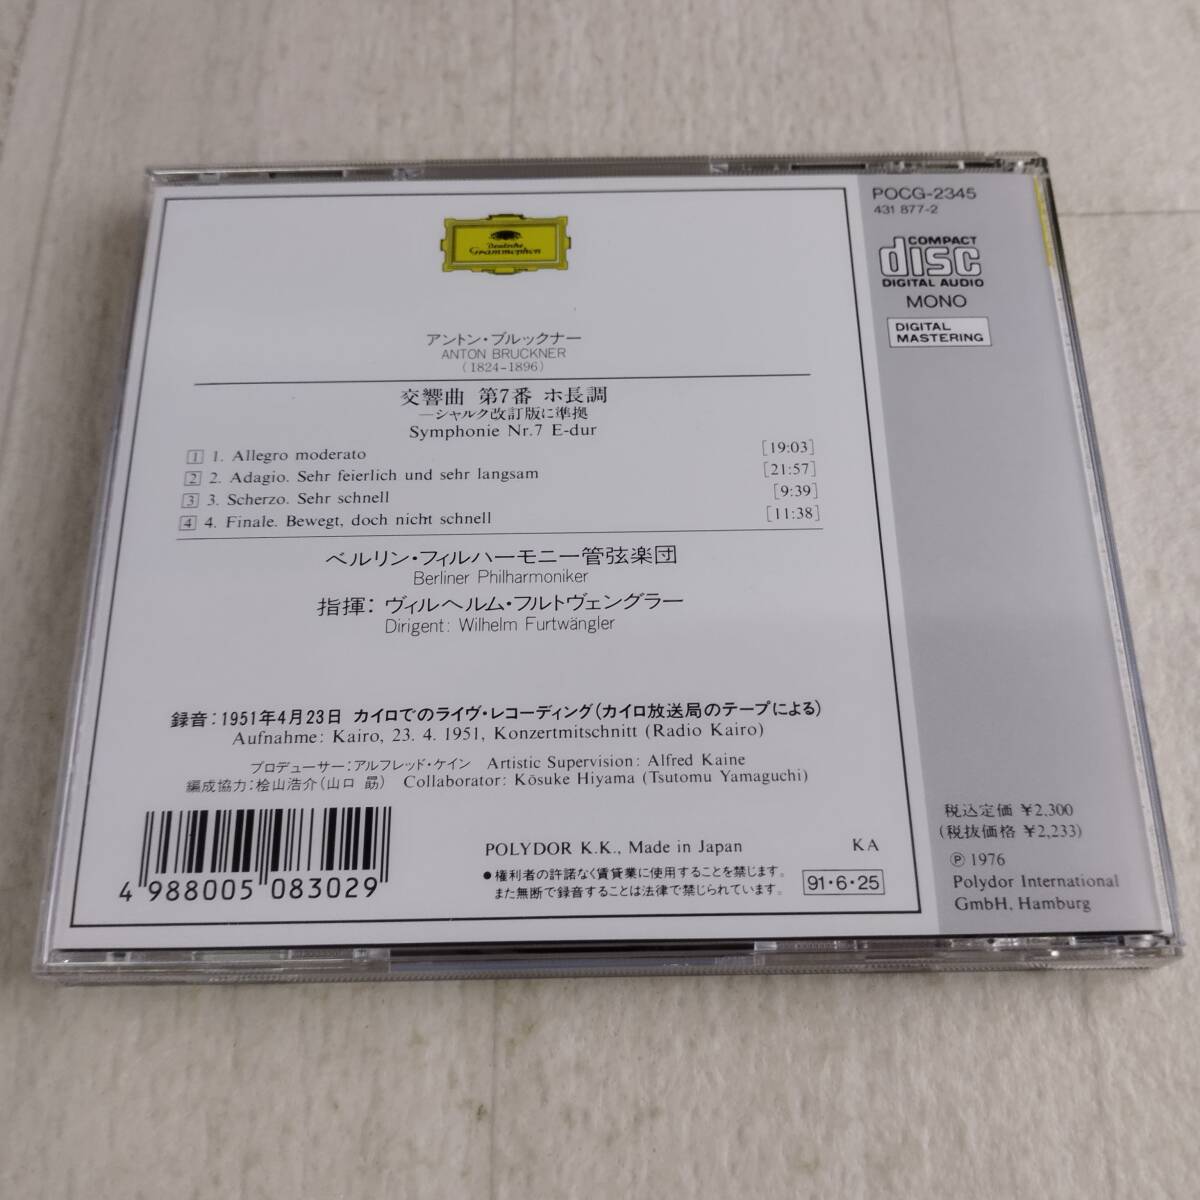 Deutsche
Grammophon
アントン・ブルックナー
ANTON BRUCKNER
(1824-1896)
交響曲 第7番 ホ長調
―シャルク改訂版に準拠
Symphonie Nr.7 E-dur
1 1. Allegro moderato [19:03]
2 2. Adagio. Sehr feierlich und sehr langsam [21:57]
3 3. Scherzo. Sehr schnell [9:39]
4 4. Finale. Bewegt, doch nicht schnell [11:38]
ベルリン・フィルハーモニー管弦楽団
Berliner Philharmoniker
指揮: ヴィルヘルム・フルトヴェングラー
Dirigent: Wilhelm Furtwängler
録音:1951年4月23日 カイロでのライヴ・レコーディング(カイロ放送局のテープによる)
Aufnahme: Kairo, 23. 4. 1951, Konzertmitschnitt (Radio Kairo)
プロデューサー:アルフレッド・ケイン Artistic Supervision: Alfred Kaine
編成協力:桧山浩介(山口 勗) Collaborator: Kōsuke Hiyama (Tsutomu Yamaguchi)
4 988005 083029
POLYDOR K.K., Made in Japan KA
●権利者の許諾なく賃貸業に使用することを禁じます。
また無断で録音することは法律で禁じられています。
91・6・25
POCG-2345
431 877-2
COMPACT
disc
DIGITAL AUDIO
MONO
DIGITAL
MASTERING
税込定価 ¥2,300
(税抜価格 ¥2,233)
Ⓟ 1976
Polydor International
GmbH, Hamburg